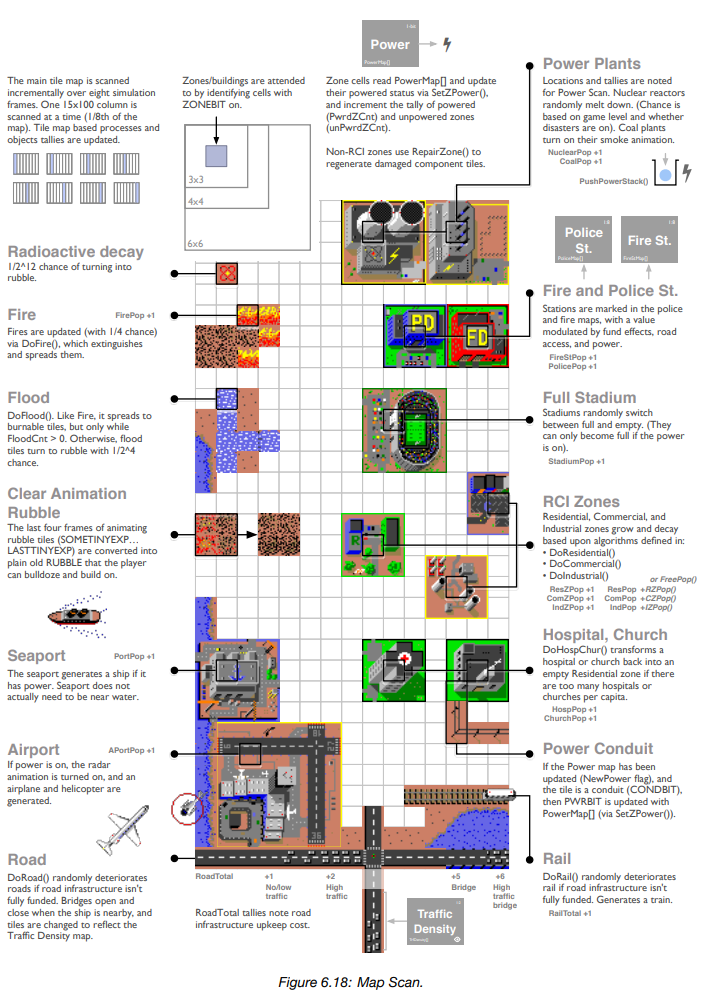 Power
PowerMap[]
The main tile map is scanned
incrementally over eight simulation
frames. One 15x100 column is
scanned at a time (1/8th of the
map). Tile map based processes and
objects tallies are updated.
Zones/buildings are attended
to by identifying cells with
ZONEBIT on.
3x3
4x4
6x6
Zone cells read PowerMap[] and update
their powered status via SetZPower(),
and increment the tally of powered
(PwrdZCnt) and unpowered zones
(unPwrdZCnt).
Non-RCI zones use RepairZone() to
regenerate damaged component tiles.
Power Plants
Locations and tallies are noted
for Power Scan. Nuclear reactors
randomly melt down. (Chance is
based on game level and whether
disasters are on). Coal plants
turn on their smoke animation.
NuclearPop +1
CoalPop +1
PushPowerStack()
Police
St.
PoliceMap[]
1:8
Fire St.
FireStMap[]
1:8
Radioactive decay
1/2^12 chance of turning into
rubble.
Fire
FirePop +1
Fires are updated (with 1/4 chance)
via DoFire(), which extinguishes
and spreads them.
PD
FD
Fire and Police St.
Stations are marked in the police
and fire maps, with a value
modulated by fund effects, road
access, and power.
FireStPop +1
PolicePop +1
Flood
DoFlood(). Like Fire, it spreads to
burnable tiles, but only while
FloodCnt > 0. Otherwise, flood
tiles turn to rubble with 1/2^4
chance.
Full Stadium
Stadiums randomly switch
between full and empty. (They
can only become full if the power
is on).
StadiumPop +1
Clear Animation
Rubble
The last four frames of animating
rubble tiles (SOMETINYEXP…
LASTTINYEXP) are converted into
plain old RUBBLE that the player
can bulldoze and build on.
R
RCI Zones
Residential, Commercial, and
Industrial zones grow and decay
based upon algorithms defined in:
• DoResidential()
• DoCommercial()
• DoIndustrial()
or FreePop()
ResZPop +1 ResPop +RZPop()
ComZPop +1 ComPop +CZPop()
IndZPop +1 IndPop +IZPop()
Seaport
PortPop +1
The seaport generates a ship if it
has power. Seaport does not
actually need to be near water.
Hospital, Church
DoHospChur() transforms a
hospital or church back into an
empty Residential zone if there
are too many hospitals or
churches per capita.
HospPop +1
ChurchPop +1
Airport
APortPop +1
If power is on, the radar
animation is turned on, and an
airplane and helicopter are
generated.
Power Conduit
If the Power map has been
updated (NewPower flag), and
the tile is a conduit (CONDBIT),
then PWRBIT is updated with
PowerMap[] (via SetZPower()).
Road
DoRoad() randomly deteriorates
roads if road infrastructure isn't
fully funded. Bridges open and
close when the ship is nearby, and
tiles are changed to reflect the
Traffic Density map.
RoadTotal
+1
No/low
traffic
+2
High
traffic
+5
Bridge
+6
High
traffic
bridge
RoadTotal tallies note road
infrastructure upkeep cost.
Traffic
Density
Rail
DoRail() randomly deteriorates
rail if road infrastructure isn't
fully funded. Generates a train.
RailTotal +1
Figure 6.18: Map Scan.